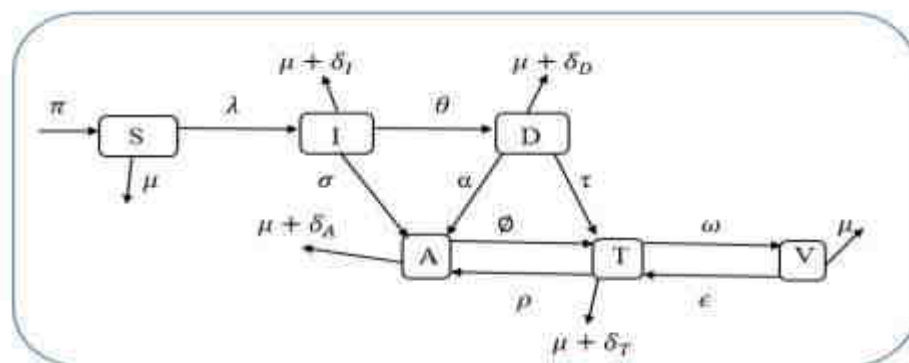 μ + δ_I
μ + δ_D
π
λ
θ
S
I
D
μ
σ
α
τ
μ + δ_A
∅
ω
μ
A
T
V
ρ
ϵ
μ + δ_T